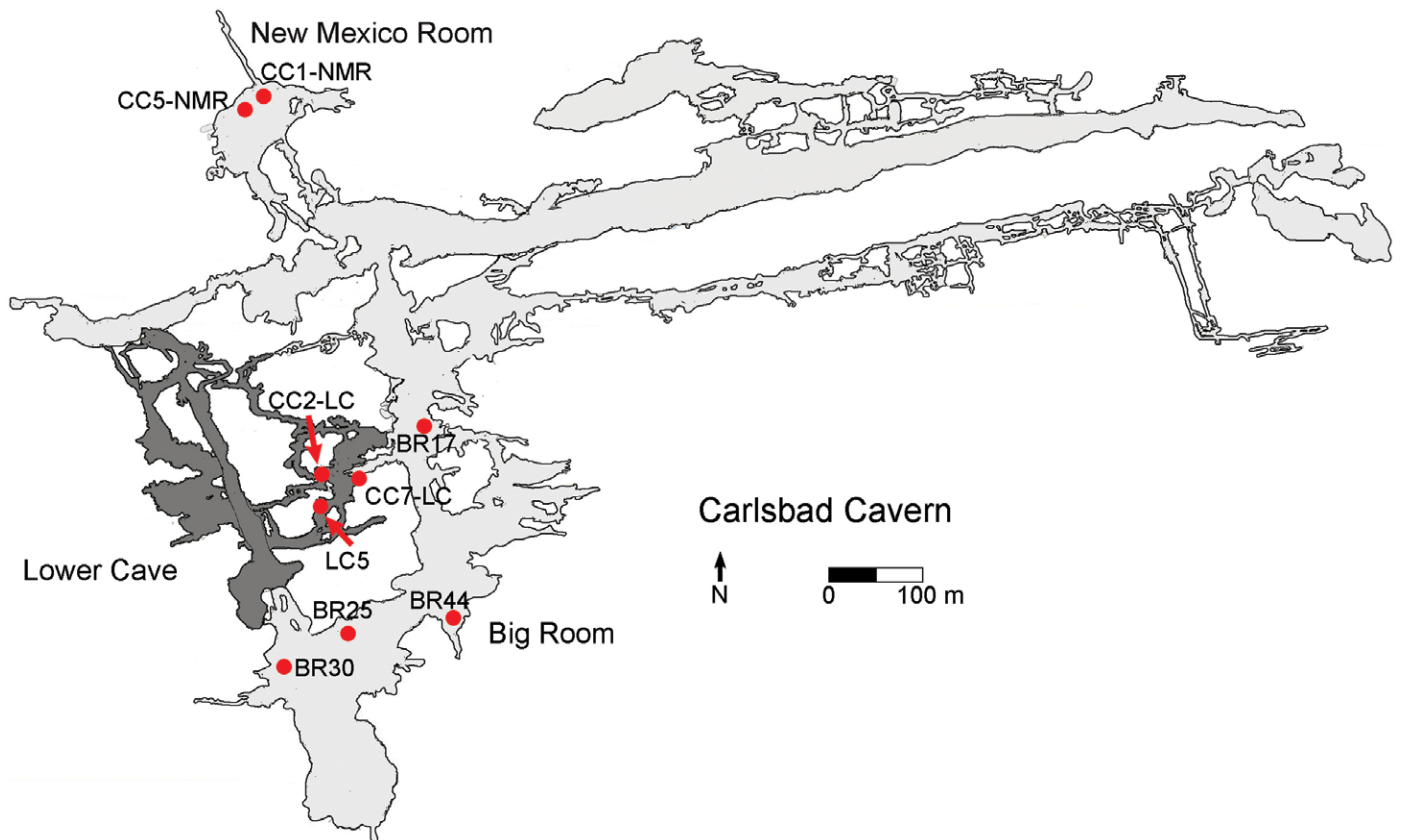 New Mexico Room
CC1-NMR
CC5-NMR
CC2-LC
BR17
CC7-LC
Carlsbad Cavern
LC5
Lower Cave
N
0 100 m
BR25
BR44
Big Room
BR30